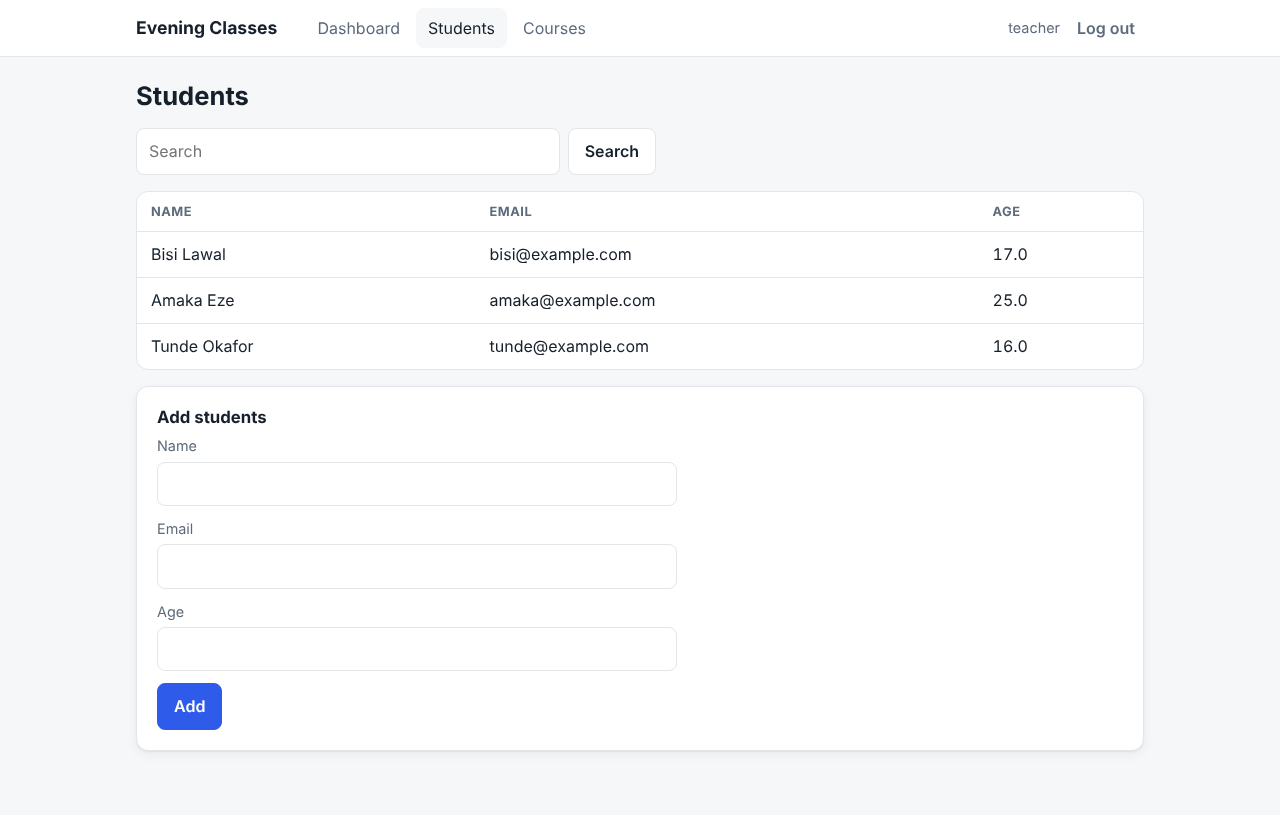 Evening Classes Dashboard Students Courses teacher Log out
Students
Search Search
NAME EMAIL AGE
Bisi Lawal bisi@example.com 17.0
Amaka Eze amaka@example.com 25.0
Tunde Okafor tunde@example.com 16.0
Add students
Name
Email
Age
Add